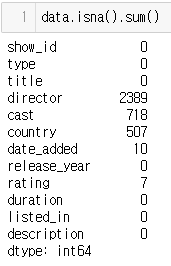 1 data.isna().sum()
show_id 0
type 0
title 0
director 2389
cast 718
country 507
date_added 10
release_year 0
rating 7
duration 0
listed_in 0
description 0
dtype: int64